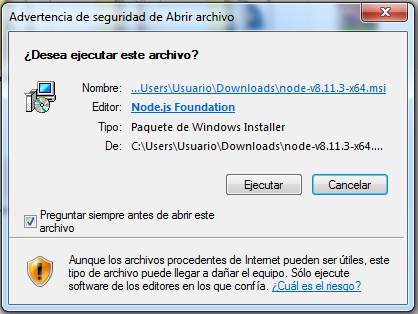 Advertencia de seguridad de Abrir archivo
¿Desea ejecutar este archivo?
Nombre: ...Users\Usuario\Downloads\node-v8.11.3-x64.msi
Editor: Node.js Foundation
Tipo: Paquete de Windows Installer
De: C:\Users\Usuario\Downloads\node-v8.11.3-x64....
Ejecutar Cancelar
Preguntar siempre antes de abrir este
archivo
Aunque los archivos procedentes de Internet pueden ser útiles, este
tipo de archivo puede llegar a dañar el equipo. Sólo ejecute
software de los editores en los que confía. ¿Cuál es el riesgo?